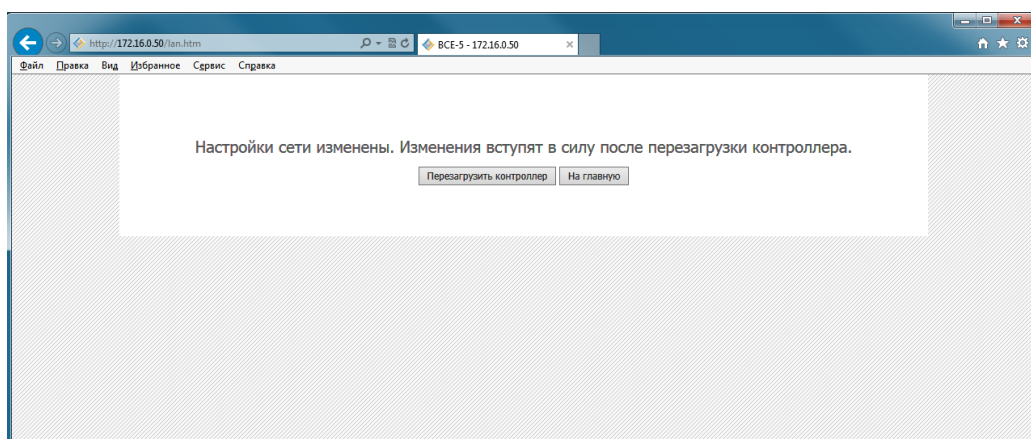 http://172.16.0.50/lan.htm
ВСЕ-5 - 172.16.0.50
Файл Правка Вид Избранное Сервис Справка
Настройки сети изменены. Изменения вступят в силу после перезагрузки контроллера.
Перезагрузить контроллер На главную